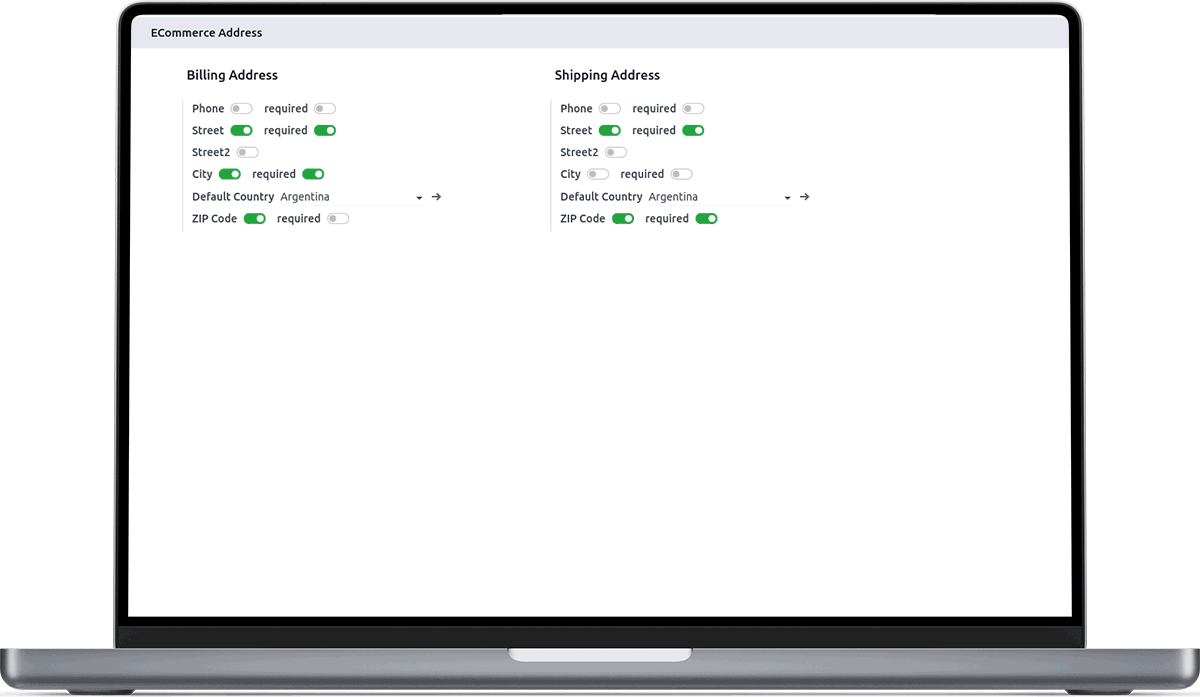 ECommerce Address
Billing Address
Phone required
Street required
Street2
City required
Default Country Argentina
ZIP Code required
Shipping Address
Phone required
Street required
Street2
City required
Default Country Argentina
ZIP Code required